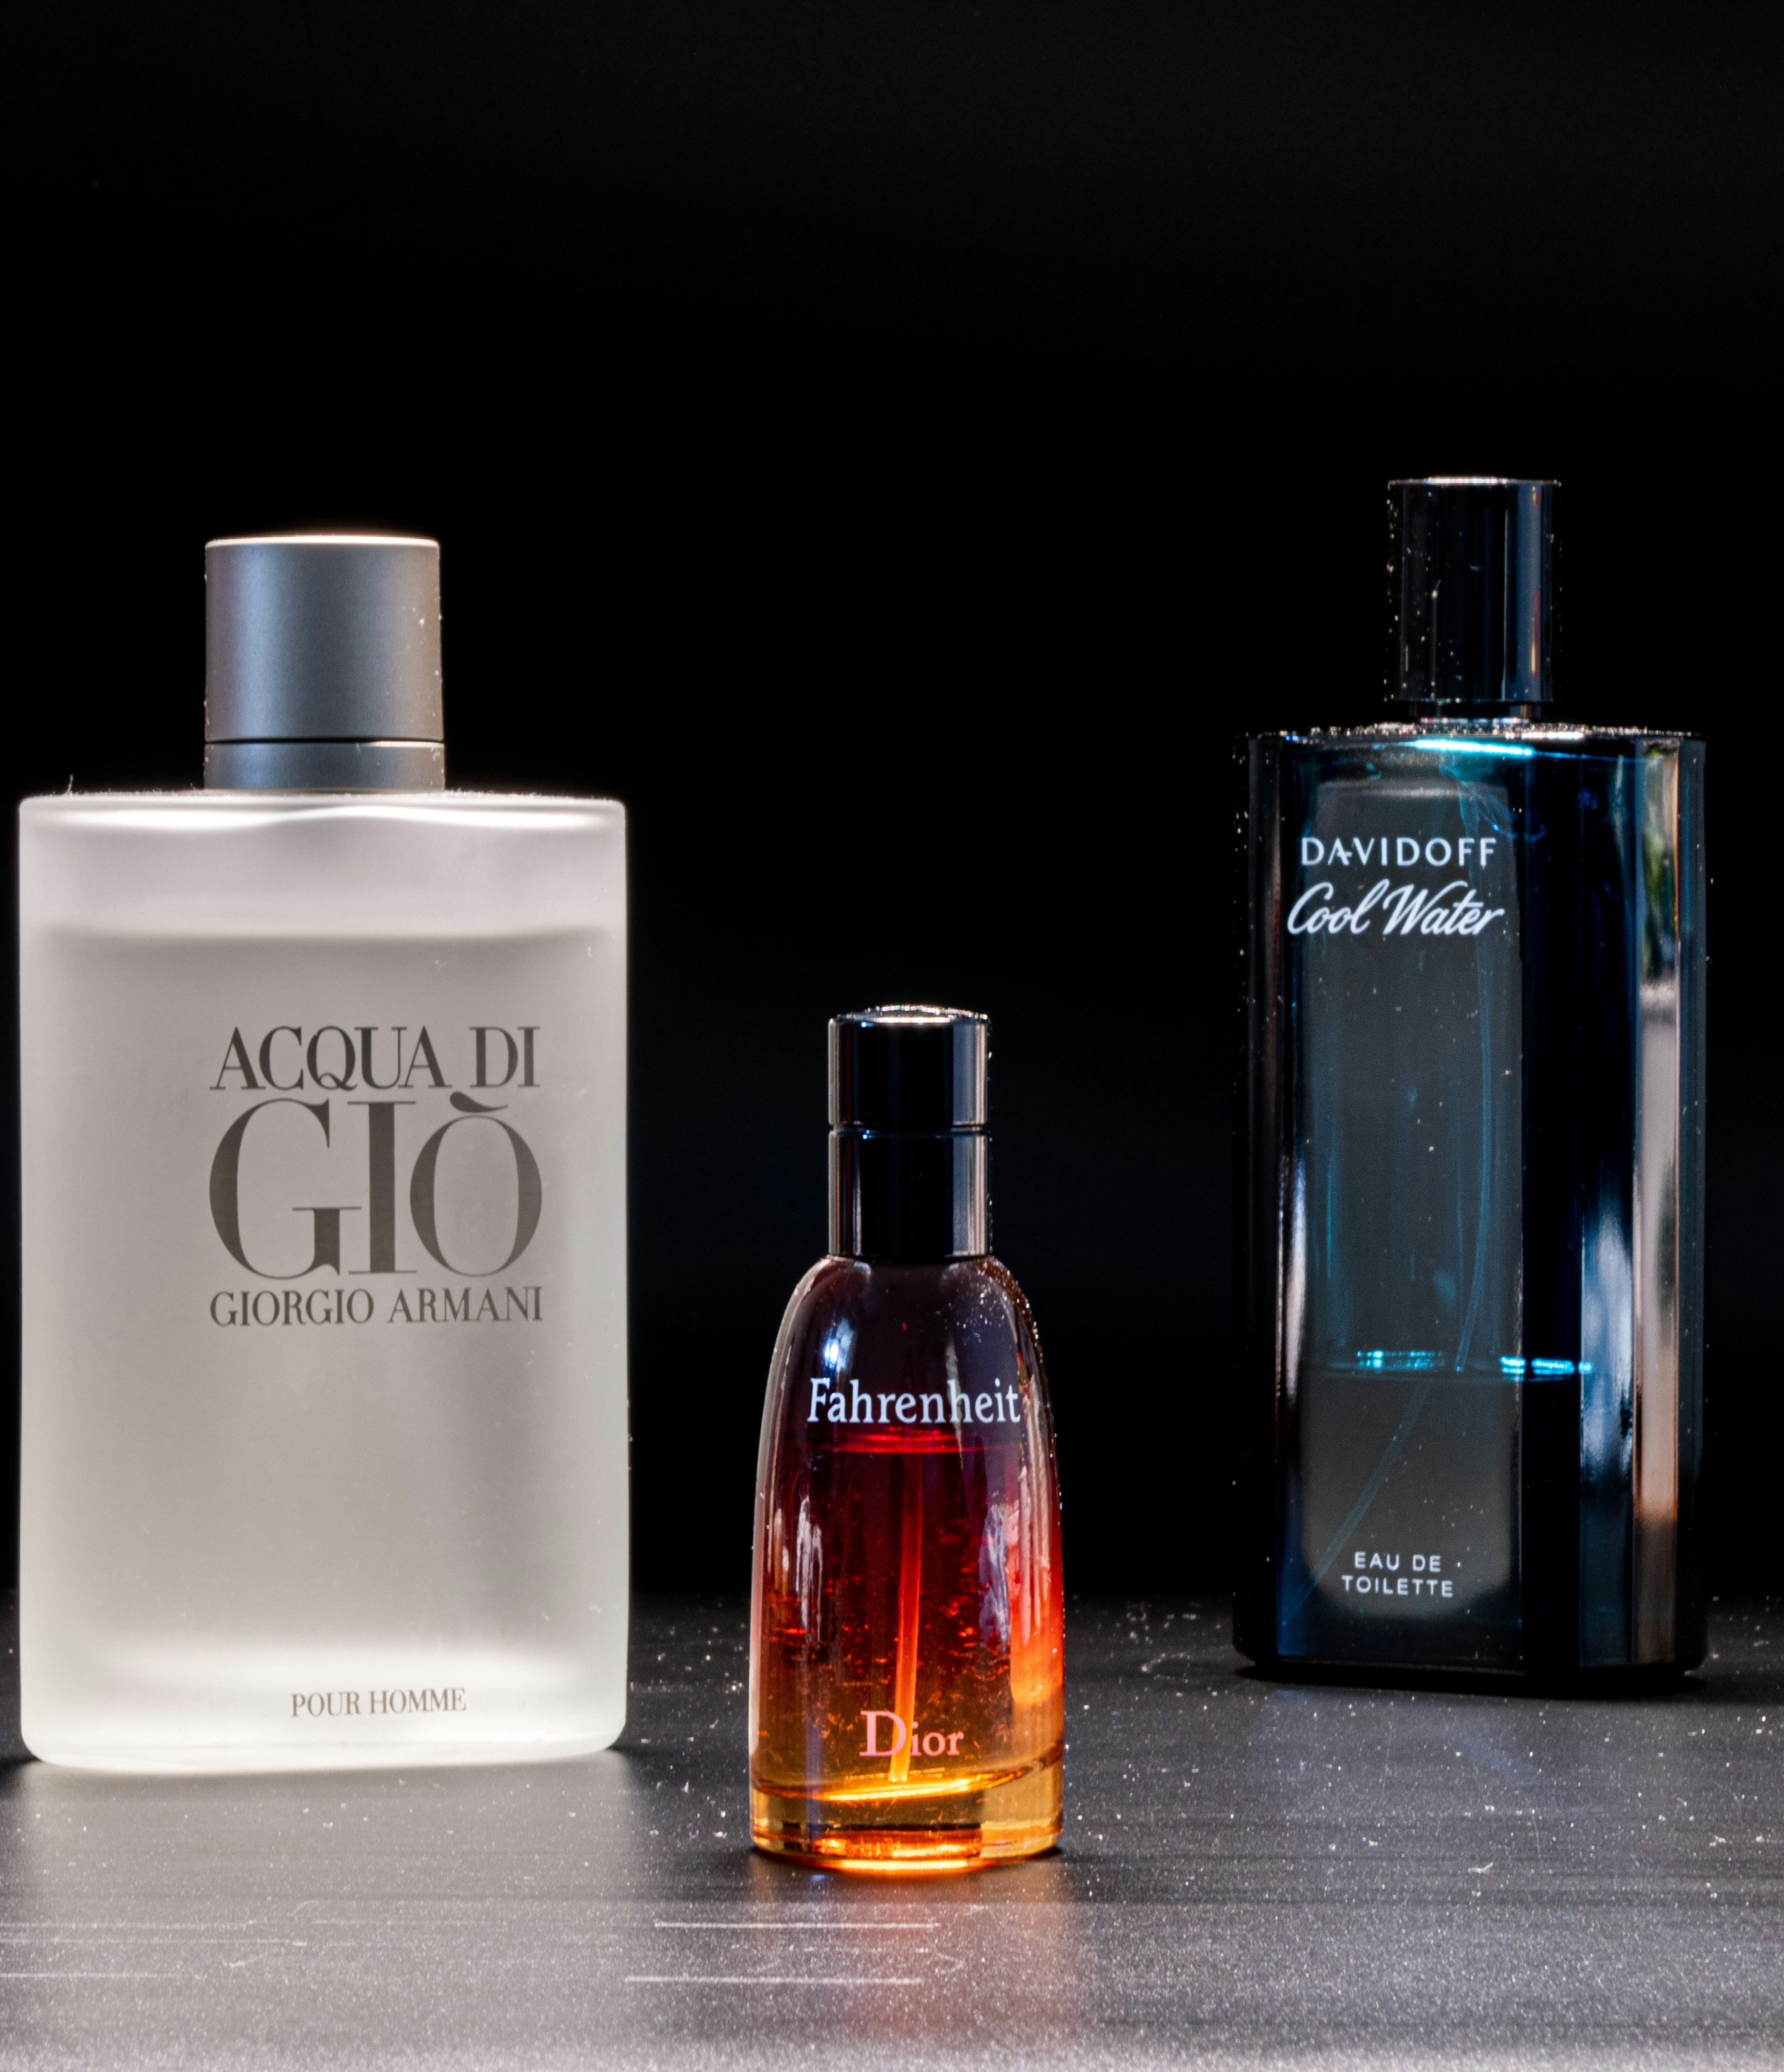 ACQUA DI
GIÒ
GIORGIO ARMANI
POUR HOMME
Fahrenheit
Dior
DAVIDOFF
Cool Water
EAU DE
TOILETTE